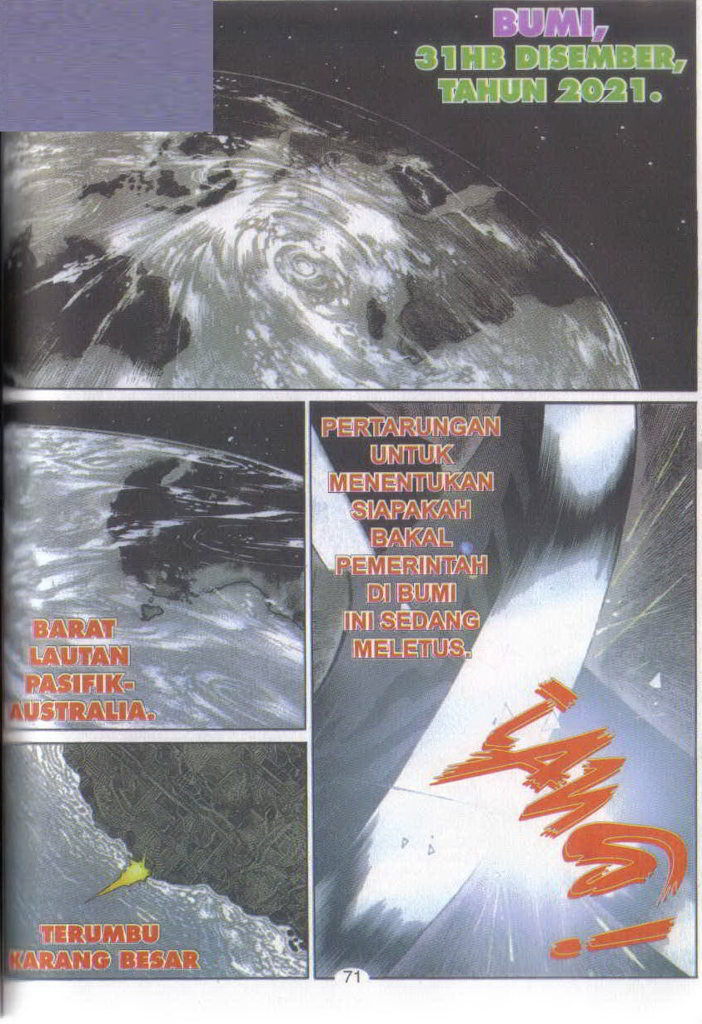 BUMI,
31HB DISEMBER,
TAHUN 2021.
BARAT
LAUTAN
PASIFIK-
AUSTRALIA.
PERTARUNGAN
UNTUK
MENENTUKAN
SIAPAKAH
BAKAL
PEMERINTAH
DI BUMI
INI SEDANG
MELETUS.
TERUMBU
KARANG BESAR
LANG!
71